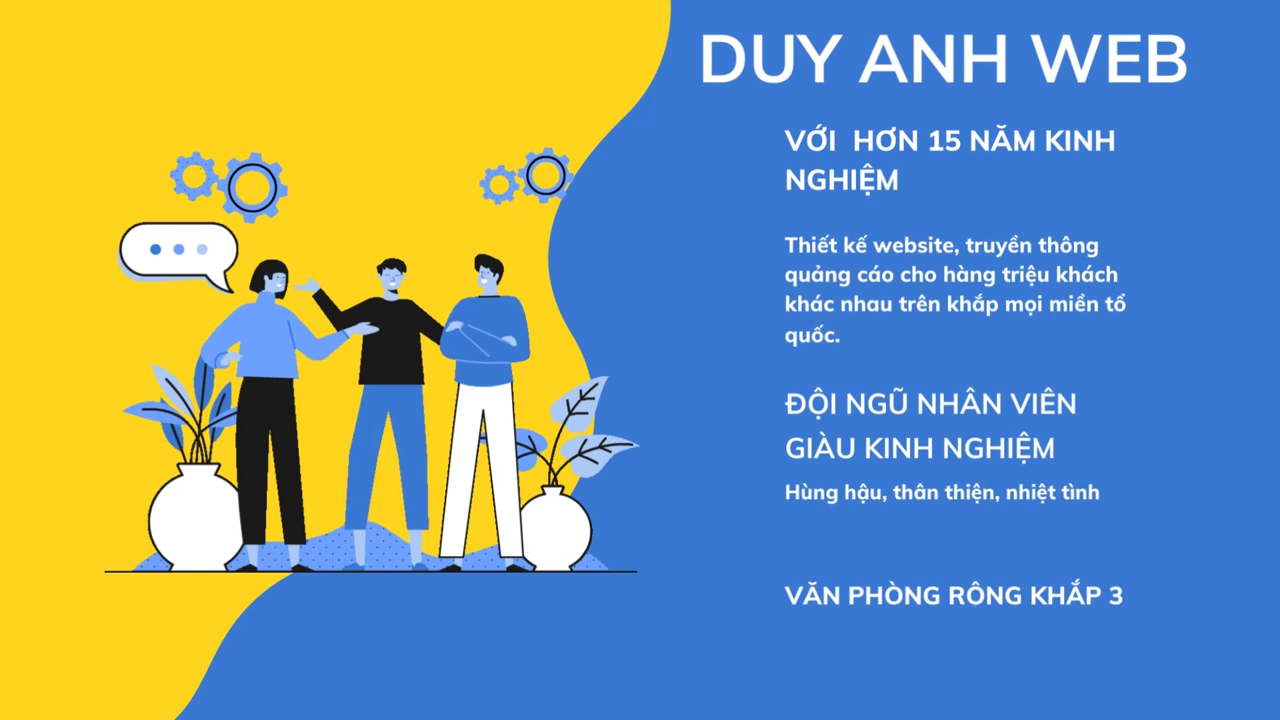 DUY ANH WEB
VỚI HƠN 15 NĂM KINH
NGHIỆM
Thiết kế website, truyền thông
quảng cáo cho hàng triệu khách
khác nhau trên khắp mọi miền tổ
quốc.
ĐỘI NGŨ NHÂN VIÊN
GIÀU KINH NGHIỆM
Hùng hậu, thân thiện, nhiệt tình
VĂN PHÒNG RÔNG KHẮP 3